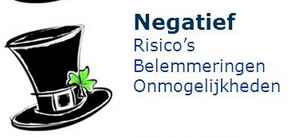 Negatief
Risico's
Belemmeringen
Onmogelijkheden